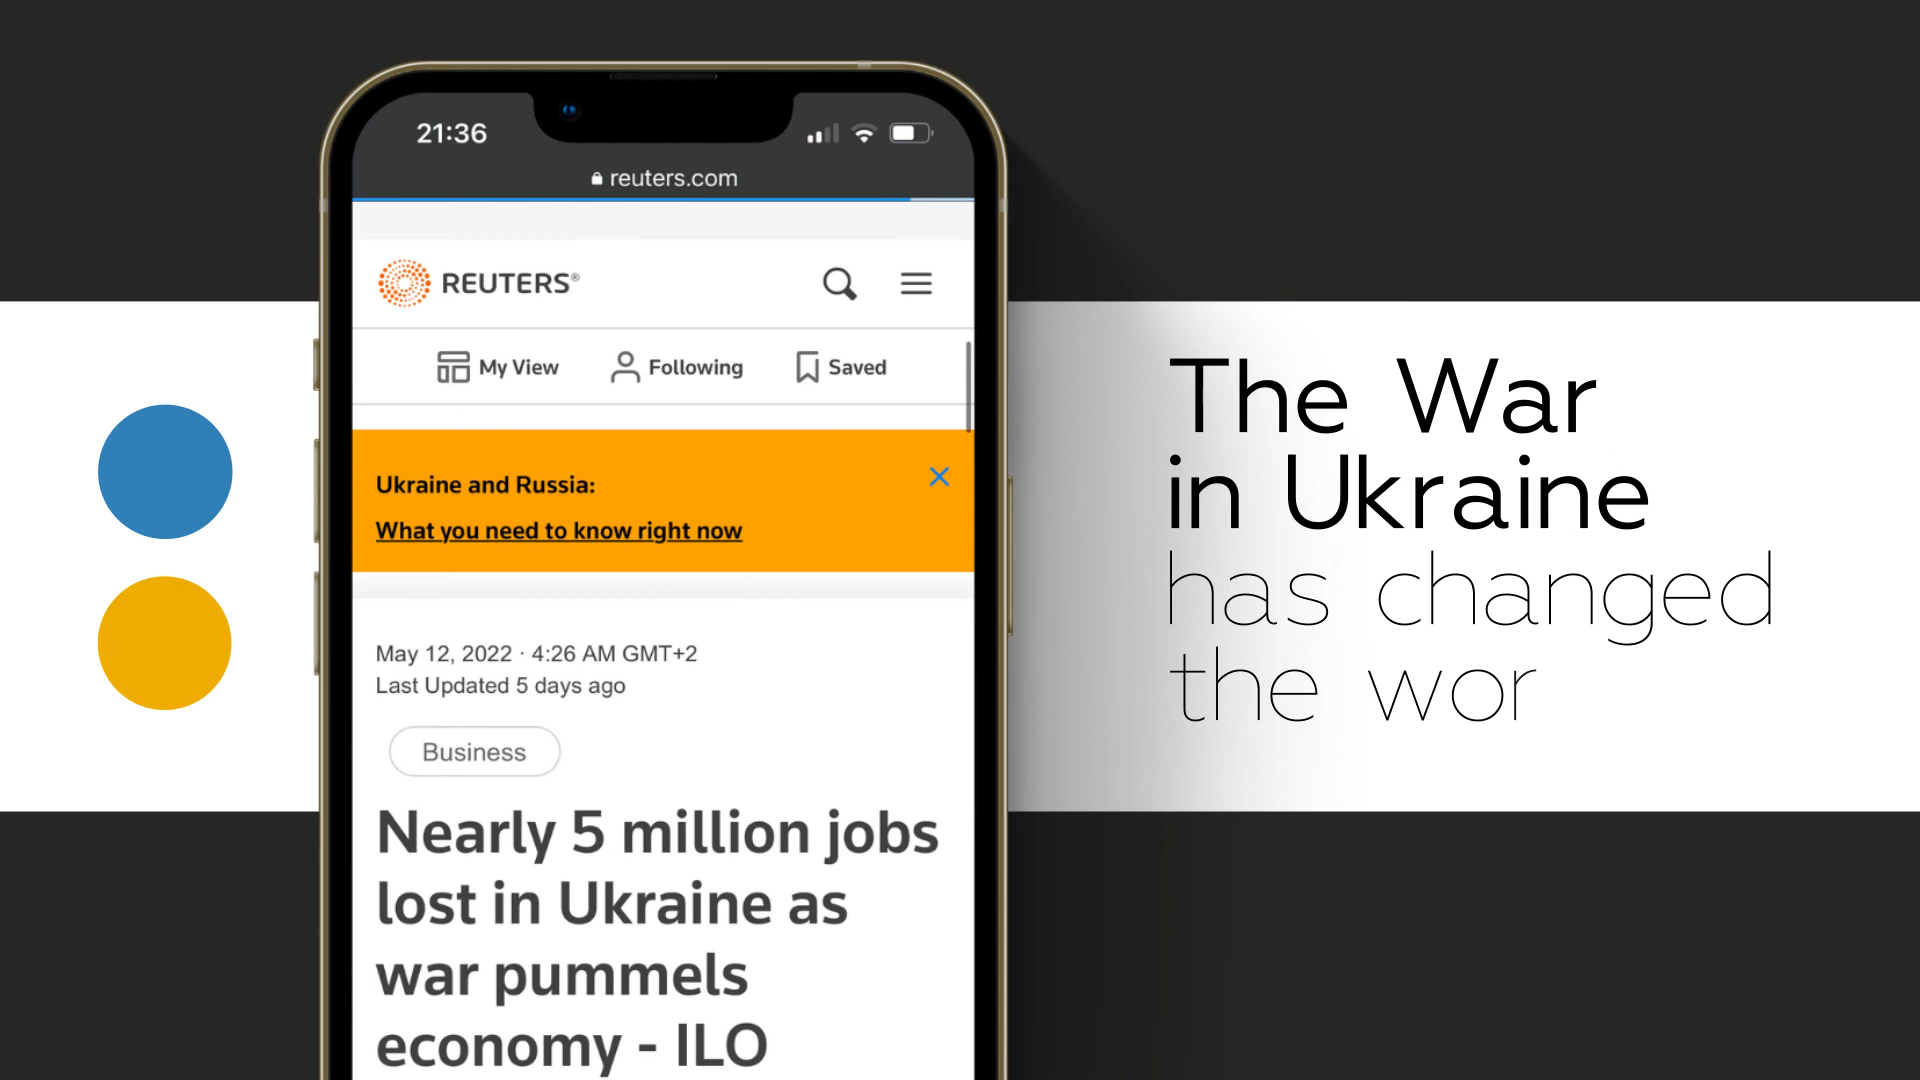 21:36
reuters.com
REUTERS®
My View Following Saved
Ukraine and Russia:
What you need to know right now
May 12, 2022 · 4:26 AM GMT+2
Last Updated 5 days ago
Business
Nearly 5 million jobs
lost in Ukraine as
war pummels
economy - ILO
The War
in Ukraine
has changed
the wor